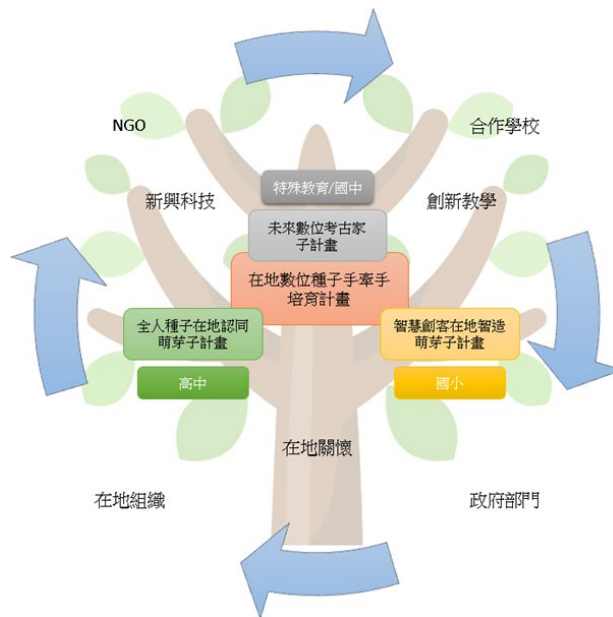 NGO
合作學校
特殊教育/國中
新興科技
創新教學
未來數位考古家
子計畫
在地數位種子手牽手
培育計畫
全人種子在地認同
萌芽子計畫
智慧創客在地智造
萌芽子計畫
高中
國小
在地關懷
在地組織
政府部門